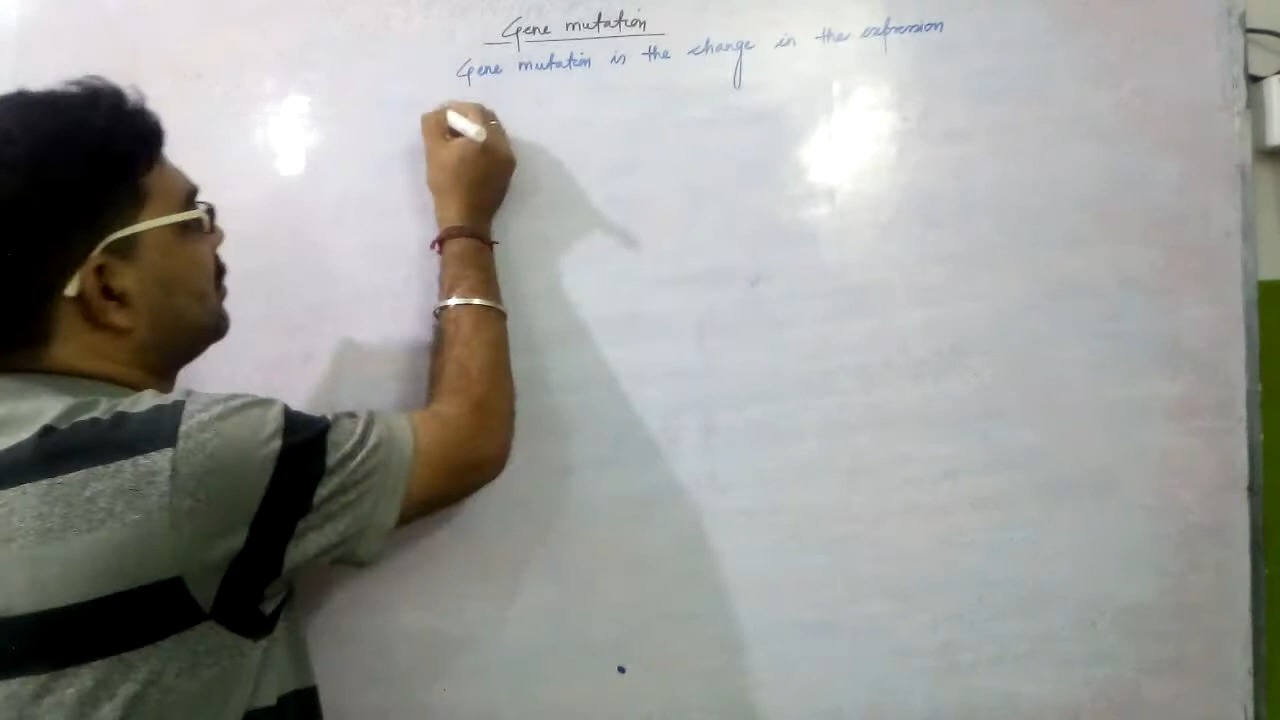 Gene mutation
Gene mutation is the change in the expression